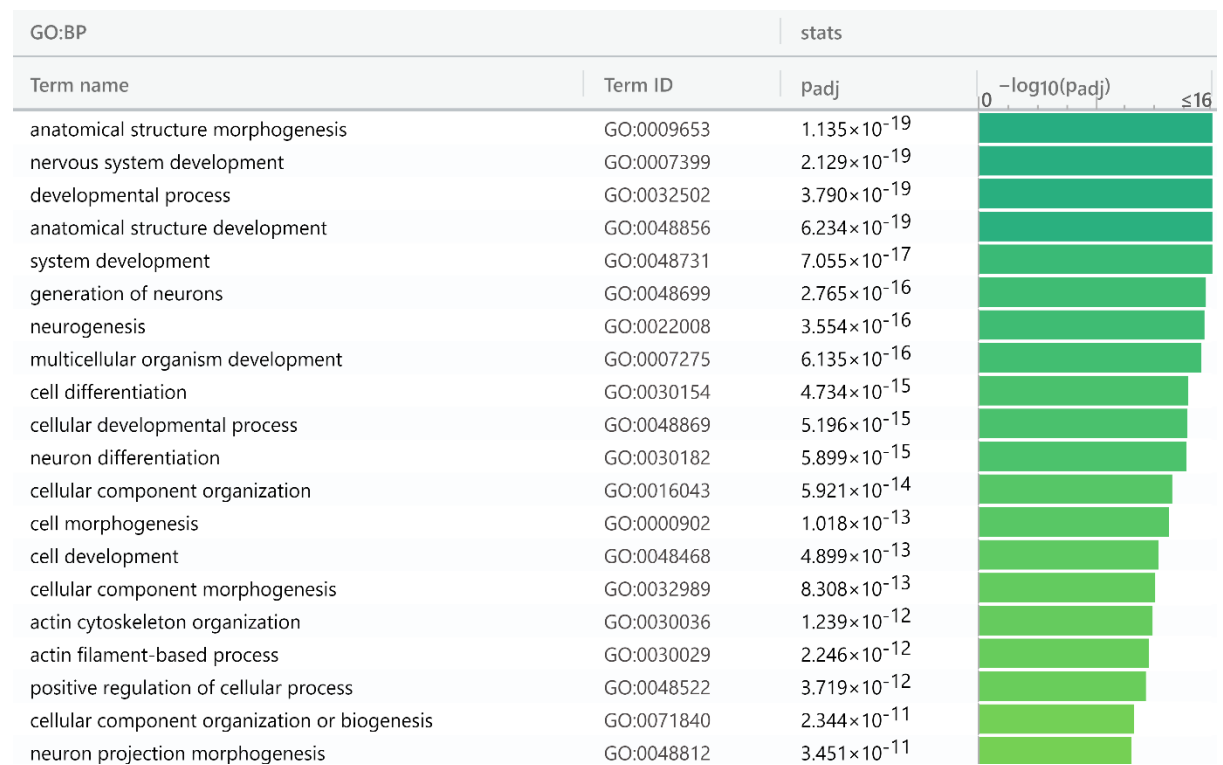 GO:BP stats
Term name Term ID padj −log10(padj)
0 ≤16
anatomical structure morphogenesis GO:0009653 1.135×10-19
nervous system development GO:0007399 2.129×10-19
developmental process GO:0032502 3.790×10-19
anatomical structure development GO:0048856 6.234×10-19
system development GO:0048731 7.055×10-17
generation of neurons GO:0048699 2.765×10-16
neurogenesis GO:0022008 3.554×10-16
multicellular organism development GO:0007275 6.135×10-16
cell differentiation GO:0030154 4.734×10-15
cellular developmental process GO:0048869 5.196×10-15
neuron differentiation GO:0030182 5.899×10-15
cellular component organization GO:0016043 5.921×10-14
cell morphogenesis GO:0000902 1.018×10-13
cell development GO:0048468 4.899×10-13
cellular component morphogenesis GO:0032989 8.308×10-13
actin cytoskeleton organization GO:0030036 1.239×10-12
actin filament-based process GO:0030029 2.246×10-12
positive regulation of cellular process GO:0048522 3.719×10-12
cellular component organization or biogenesis GO:0071840 2.344×10-11
neuron projection morphogenesis GO:0048812 3.451×10-11